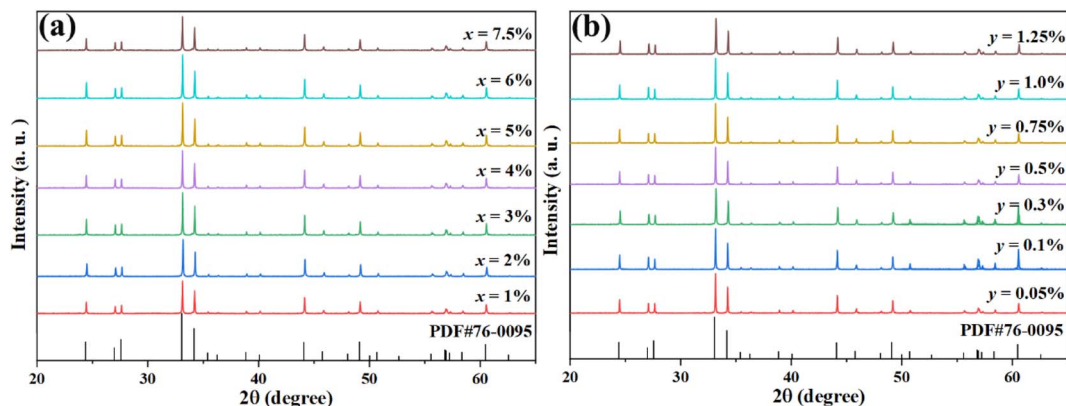 (a)
x = 7.5%
x = 6%
x = 5%
x = 4%
x = 3%
x = 2%
x = 1%
PDF#76-0095
Intensity (a. u.)
20 30 40 50 60
2θ (degree)
(b)
y = 1.25%
y = 1.0%
y = 0.75%
y = 0.5%
y = 0.3%
y = 0.1%
y = 0.05%
PDF#76-0095
Intensity (a. u. )
20 30 40 50 60
2θ (degree)